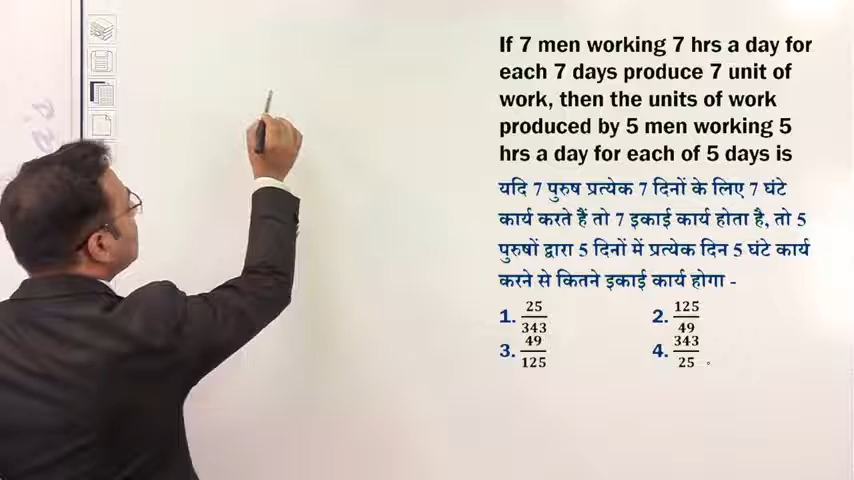 If 7 men working 7 hrs a day for
each 7 days produce 7 unit of
work, then the units of work
produced by 5 men working 5
hrs a day for each of 5 days is
यदि 7 पुरुष प्रत्येक 7 दिनों के लिए 7 घंटे
कार्य करते हैं तो 7 इकाई कार्य होता है, तो 5
पुरुषों द्वारा 5 दिनों में प्रत्येक दिन 5 घंटे कार्य
करने से कितने इकाई कार्य होगा -
1. 25/343 2. 125/49
3. 49/125 4. 343/25 .